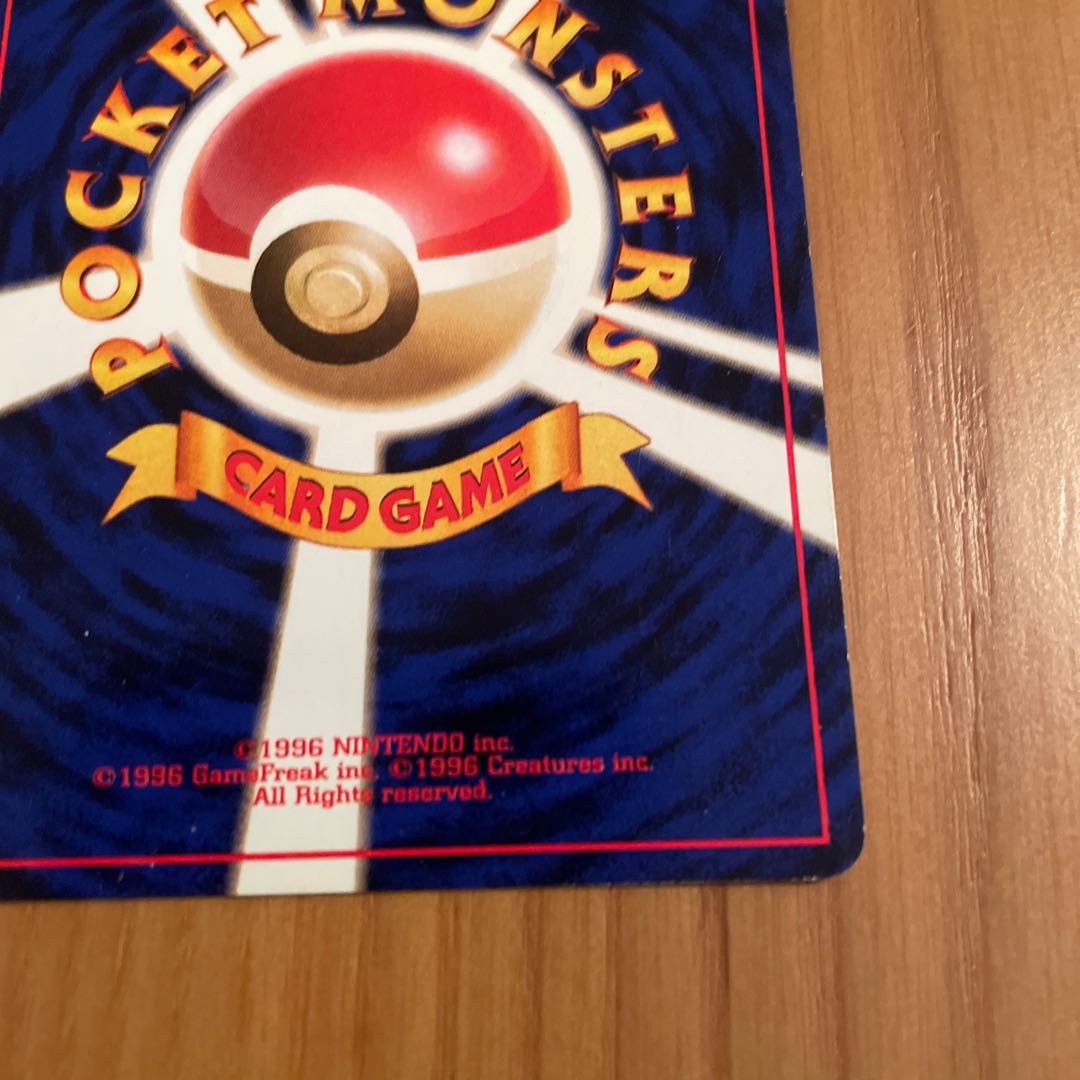 POCKET MONSTERS
CARD GAME
©1996 NINTENDO inc.
©1996 GameFreak inc. ©1996 Creatures inc.
All Rights reserved.